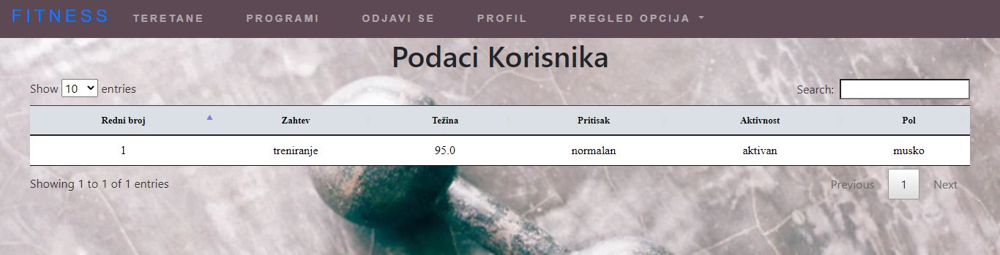 FITNESS TERETANE PROGRAMI ODJAVI SE PROFIL PREGLED OPCIJA
Podaci Korisnika
Show 10 entries Search:
Redni broj Zahtev Težina Pritisak Aktivnost Pol
1 treniranje 95.0 normalan aktivan musko
Showing 1 to 1 of 1 entries Previous 1 Next